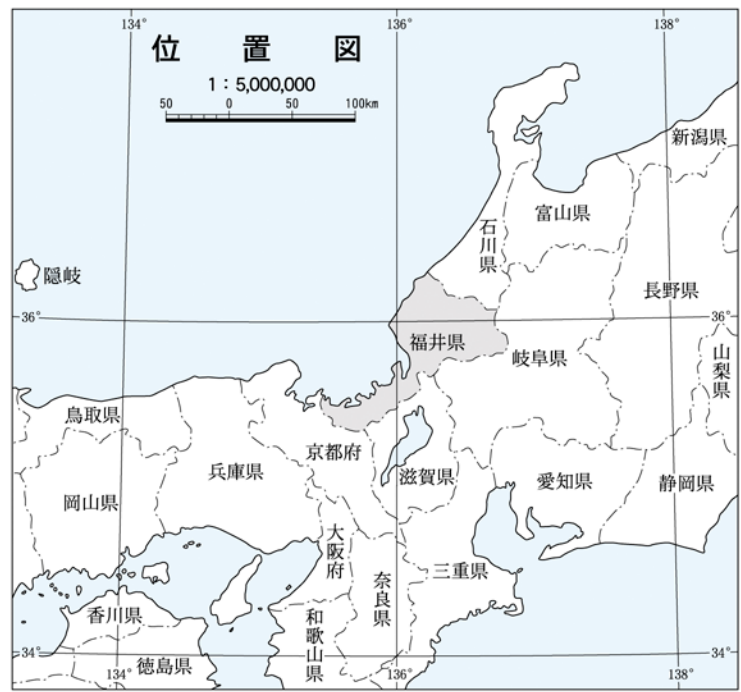 134°
136°
138°
位置図
1：5,000,000
50 0 50 100km
新潟県
富山県
石川県
隠岐
長野県
36°
36°
福井県
岐阜県
山梨県
鳥取県
京都府
兵庫県
滋賀県
愛知県
静岡県
岡山県
大阪府
三重県
奈良県
香川県
和歌山県
34°
34°
徳島県
134°
136°
138°